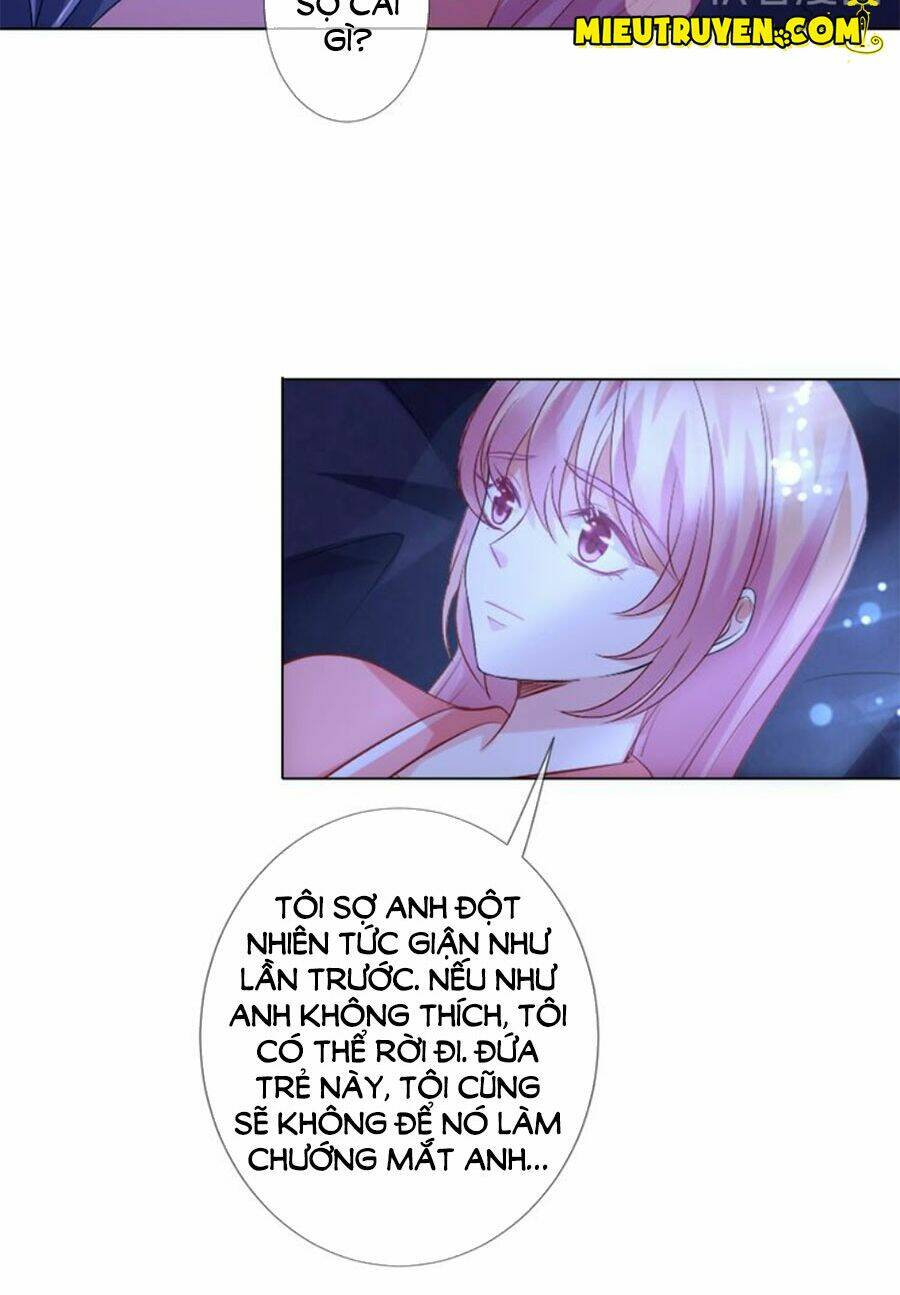 SỢ CÁI
GÌ?
MIEUTRUYEN.COM
TÔI SỢ ANH ĐỘT
NHIÊN TỨC GIẬN NHƯ
LẦN TRƯỚC. NẾU NHƯ
ANH KHÔNG THÍCH, TÔI
CÓ THỂ RỜI ĐI. ĐỨA
TRẺ NÀY, TÔI CŨNG
SẼ KHÔNG ĐỂ NÓ LÀM
CHƯỚNG MẮT ANH...